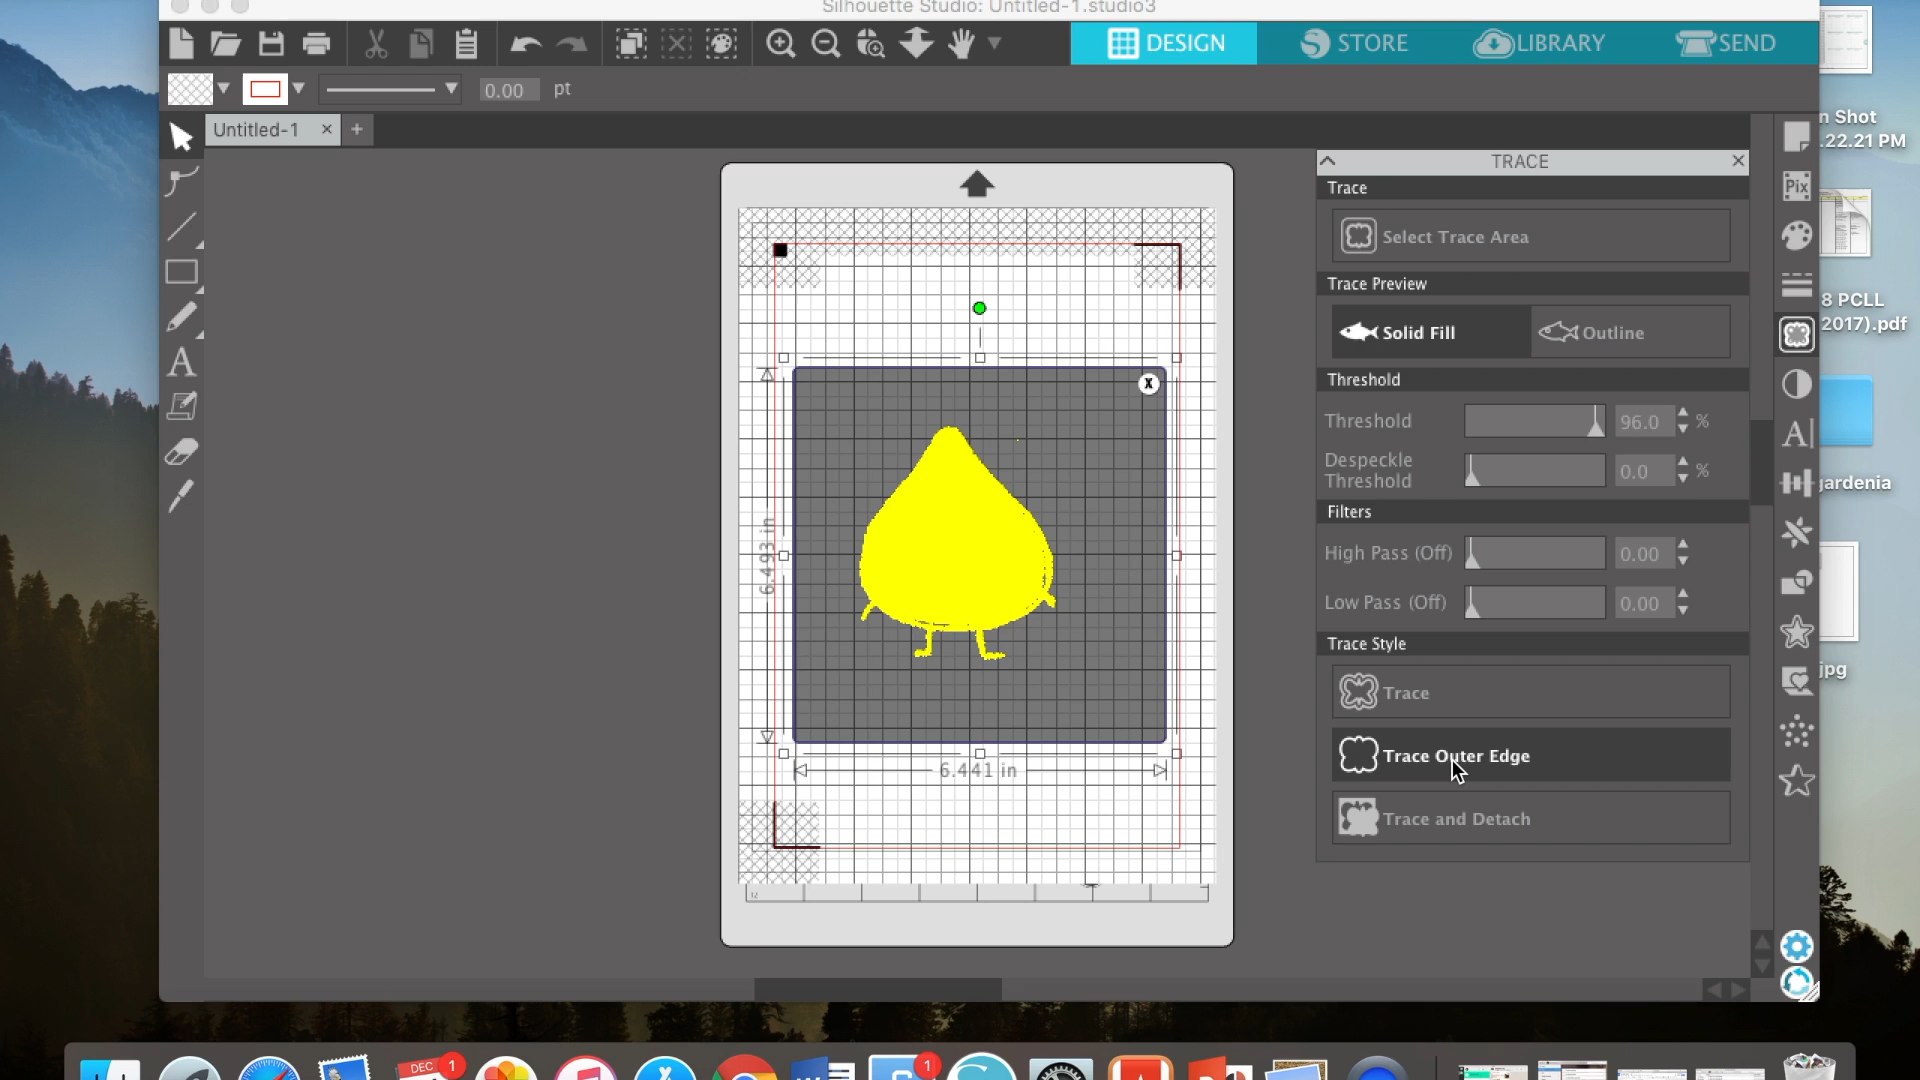 Silhouette Studio: Untitled-1.studio3
DESIGN
STORE
LIBRARY
SEND
0.00 pt
Untitled-1
TRACE
Trace
Select Trace Area
Trace Preview
Solid Fill
Outline
Threshold
Threshold 96.0 %
Despeckle
Threshold 0.0 %
Filters
High Pass (Off) 0.00
Low Pass (Off) 0.00
Trace Style
Trace
Trace Outer Edge
Trace and Detach
X
6.493 in
6.441 in
12
Pix
A
A
n Shot
.22.21 PM
8 PCLL
2017).pdf
gardenia
jpg
DEC
1
1
W